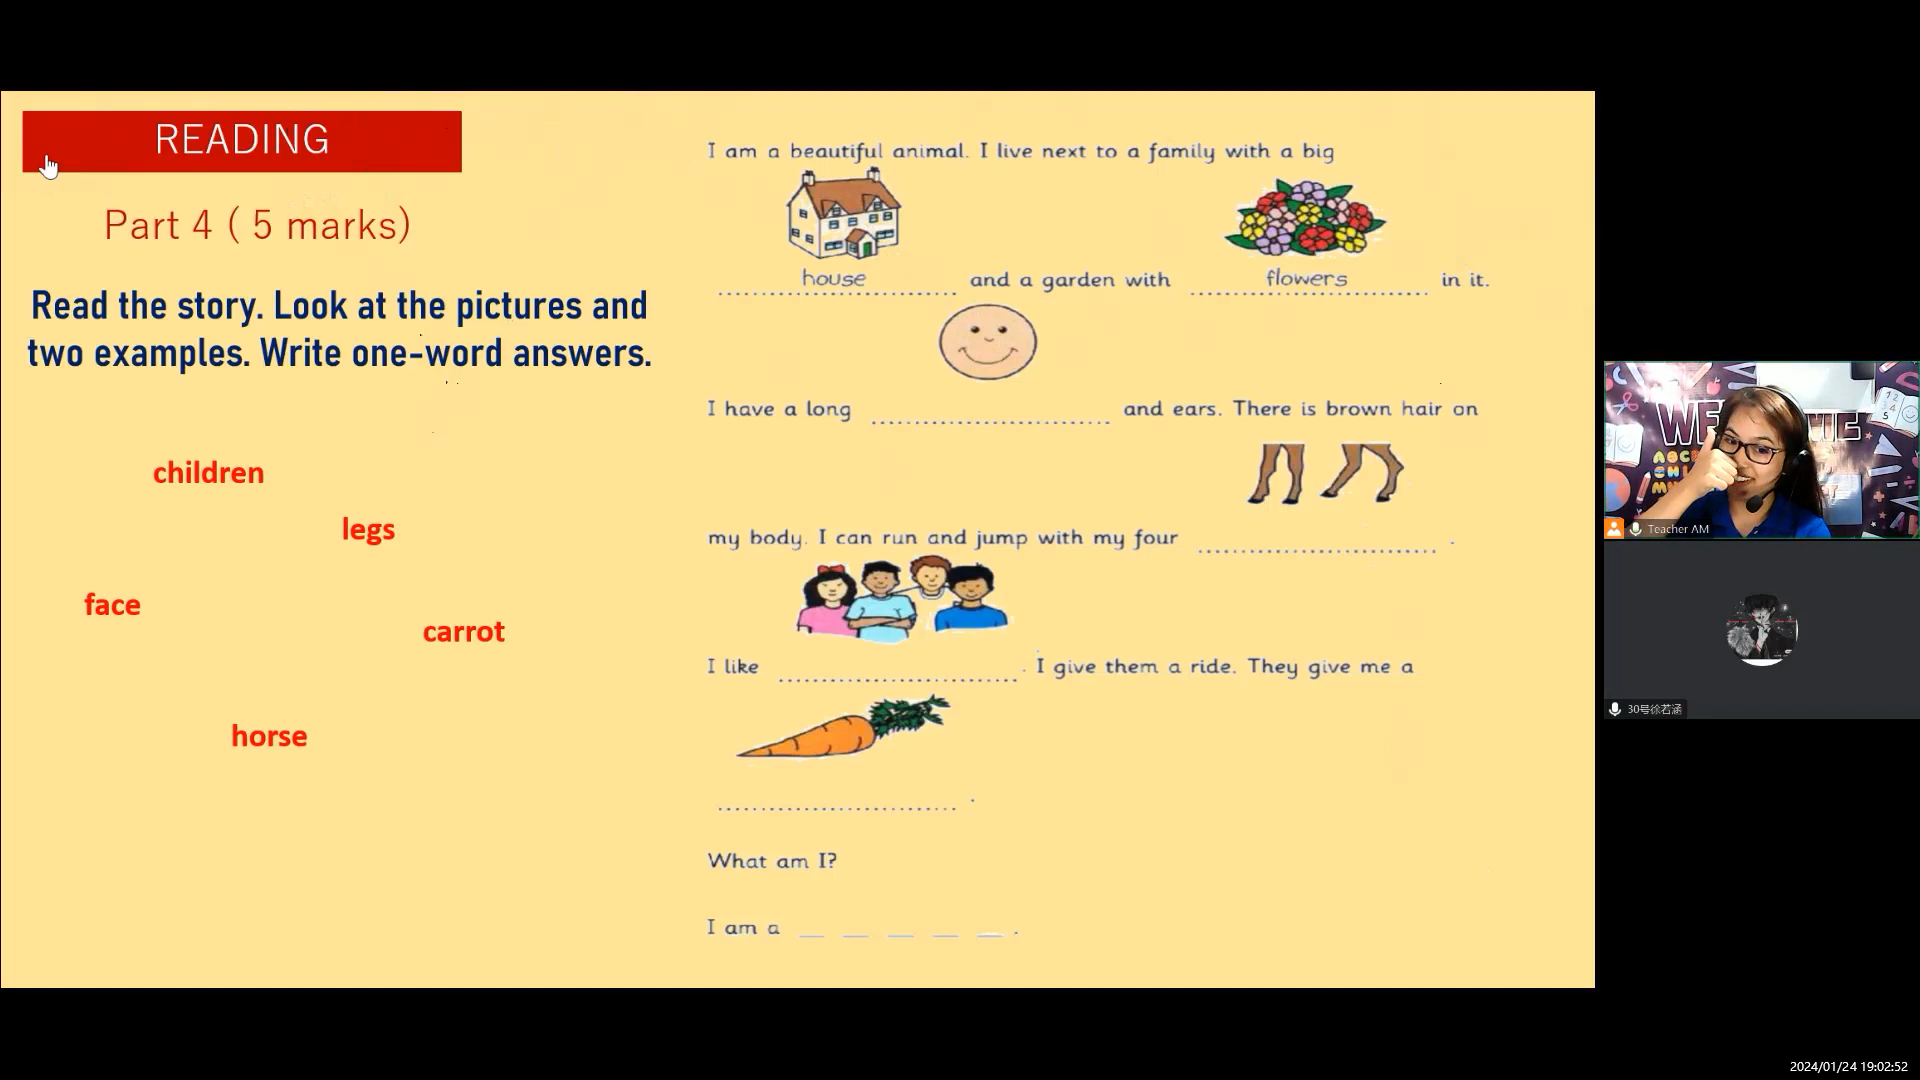 READING
Part 4 ( 5 marks)
Read the story. Look at the pictures and
two examples. Write one-word answers.
children
legs
face
carrot
horse
I am a beautiful animal. I live next to a family with a big
house and a garden with flowers in it.
I have a long and ears. There is brown hair on
my body. I can run and jump with my four .
I like . I give them a ride. They give me a
.
What am I?
I am a _ _ _ _ _ .
Teacher AM
30号徐若涵
2024/01/24 19:02:52